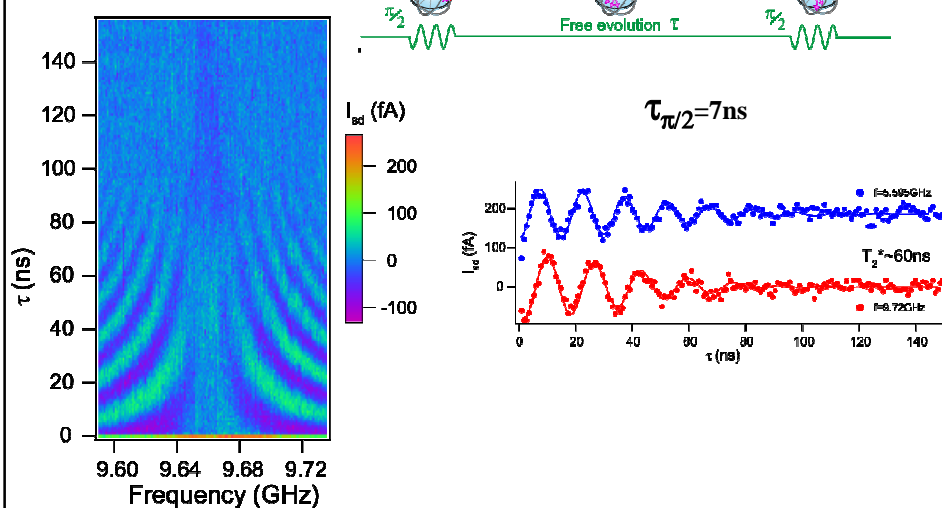 π/2
Free evolution τ
π/2
τπ/2=7ns
140
120
100
80
60
40
20
0
τ (ns)
9.60 9.64 9.68 9.72
Frequency (GHz)
Isd (fA)
200
100
0
-100
200
100
0
Isd (fA)
f=5.595GHz
T2*~60ns
f=9.72GHz
0 20 40 60 80 100 120 140
τ (ns)